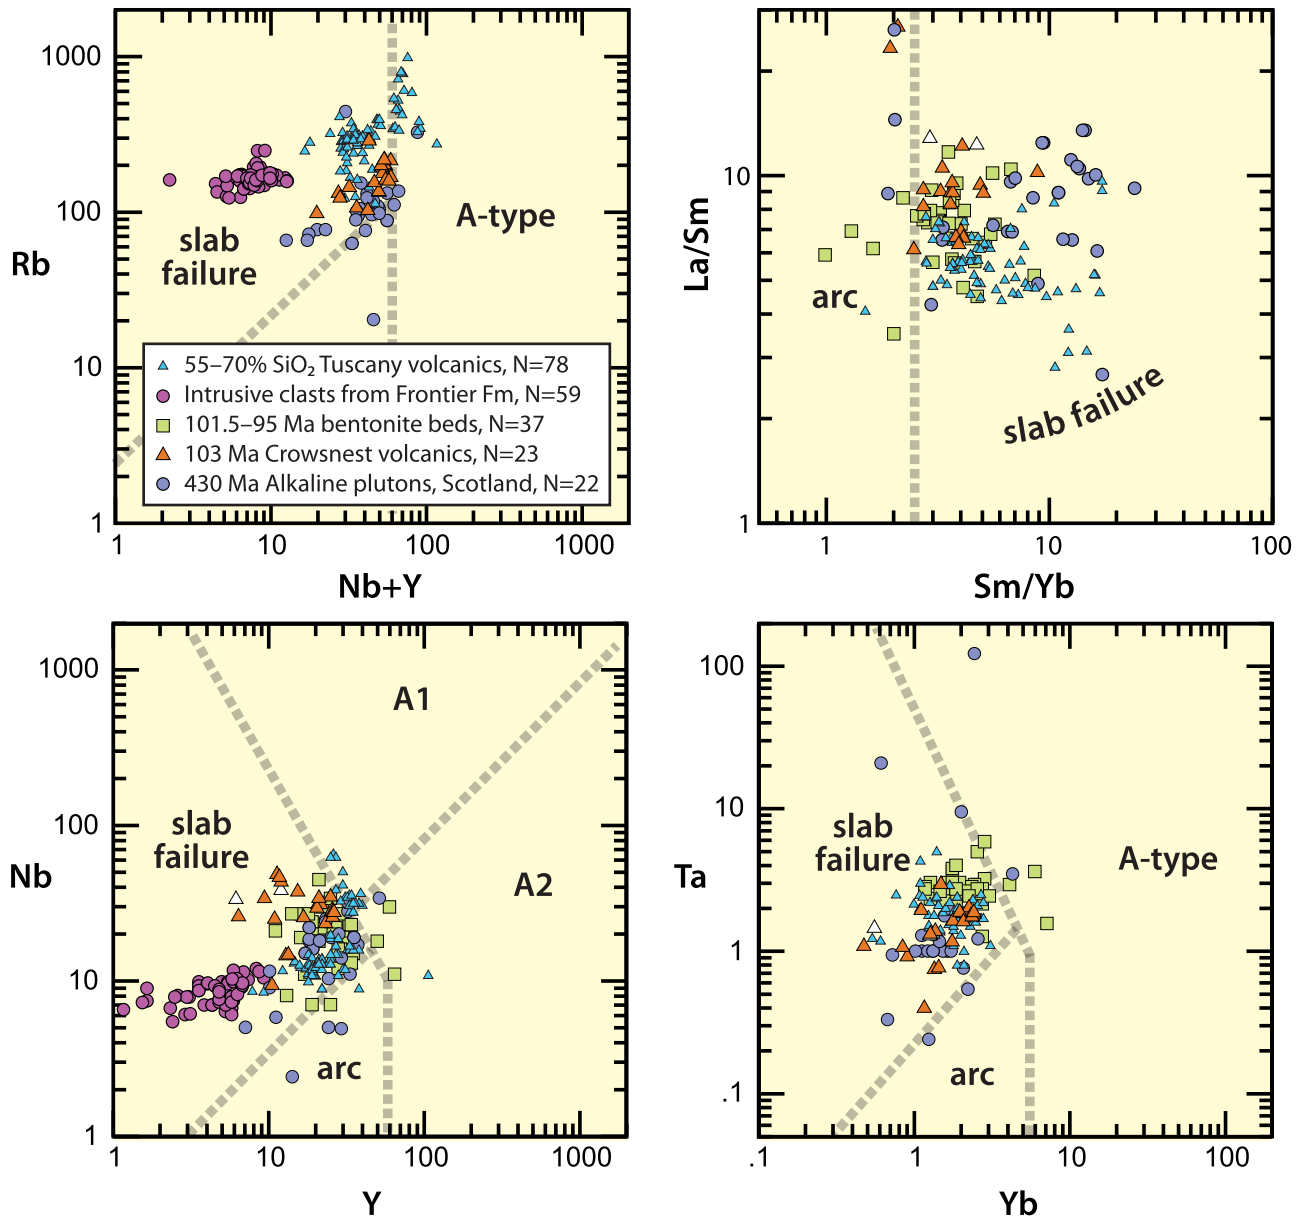 1000
100
10
1
Rb
slab
failure
A-type
55–70% SiO₂ Tuscany volcanics, N=78
Intrusive clasts from Frontier Fm, N=59
101.5–95 Ma bentonite beds, N=37
103 Ma Crowsnest volcanics, N=23
430 Ma Alkaline plutons, Scotland, N=22
1 10 100 1000
Nb+Y
10
1
La/Sm
arc
slab failure
1 10 100
Sm/Yb
1000
100
10
1
Nb
A1
slab
failure
A2
arc
1 10 100 1000
Y
100
10
1
.1
Ta
slab
failure
A-type
arc
.1 1 10 100
Yb